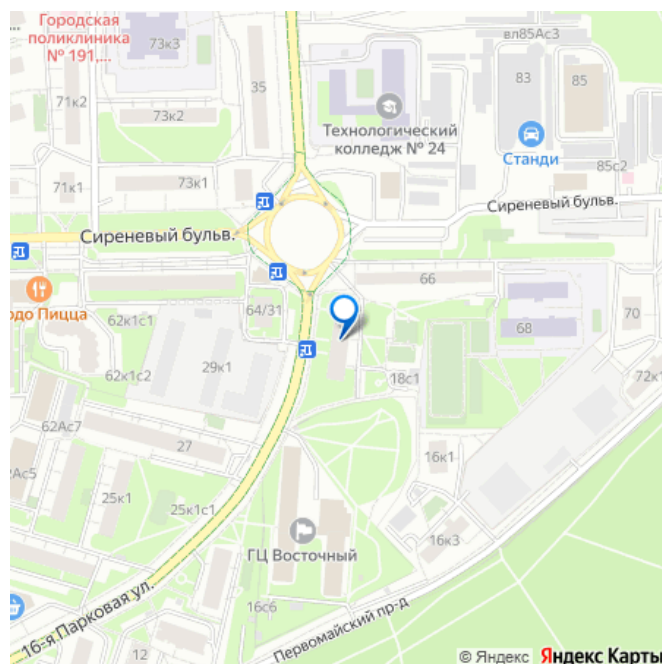 Городская
поликлиника
№ 191,...
73к3
35
71к2
73к2
вл85Ас3
83
85
Технологический
колледж № 24
Станди
85с2
71к1
73к1
Сиреневый бульв.
Сиреневый бульв.
66
одо Пицца
62к1с1
64/31
68
70
62к1с2
29к1
18с1
72к1
62Ас7
27
16к1
2Ас5
25к1
25к1с1
16к3
ГЦ Восточный
16с6
16-я Парковая ул.
Первомайский пр-д
12
© Яндекс Яндекс Карты